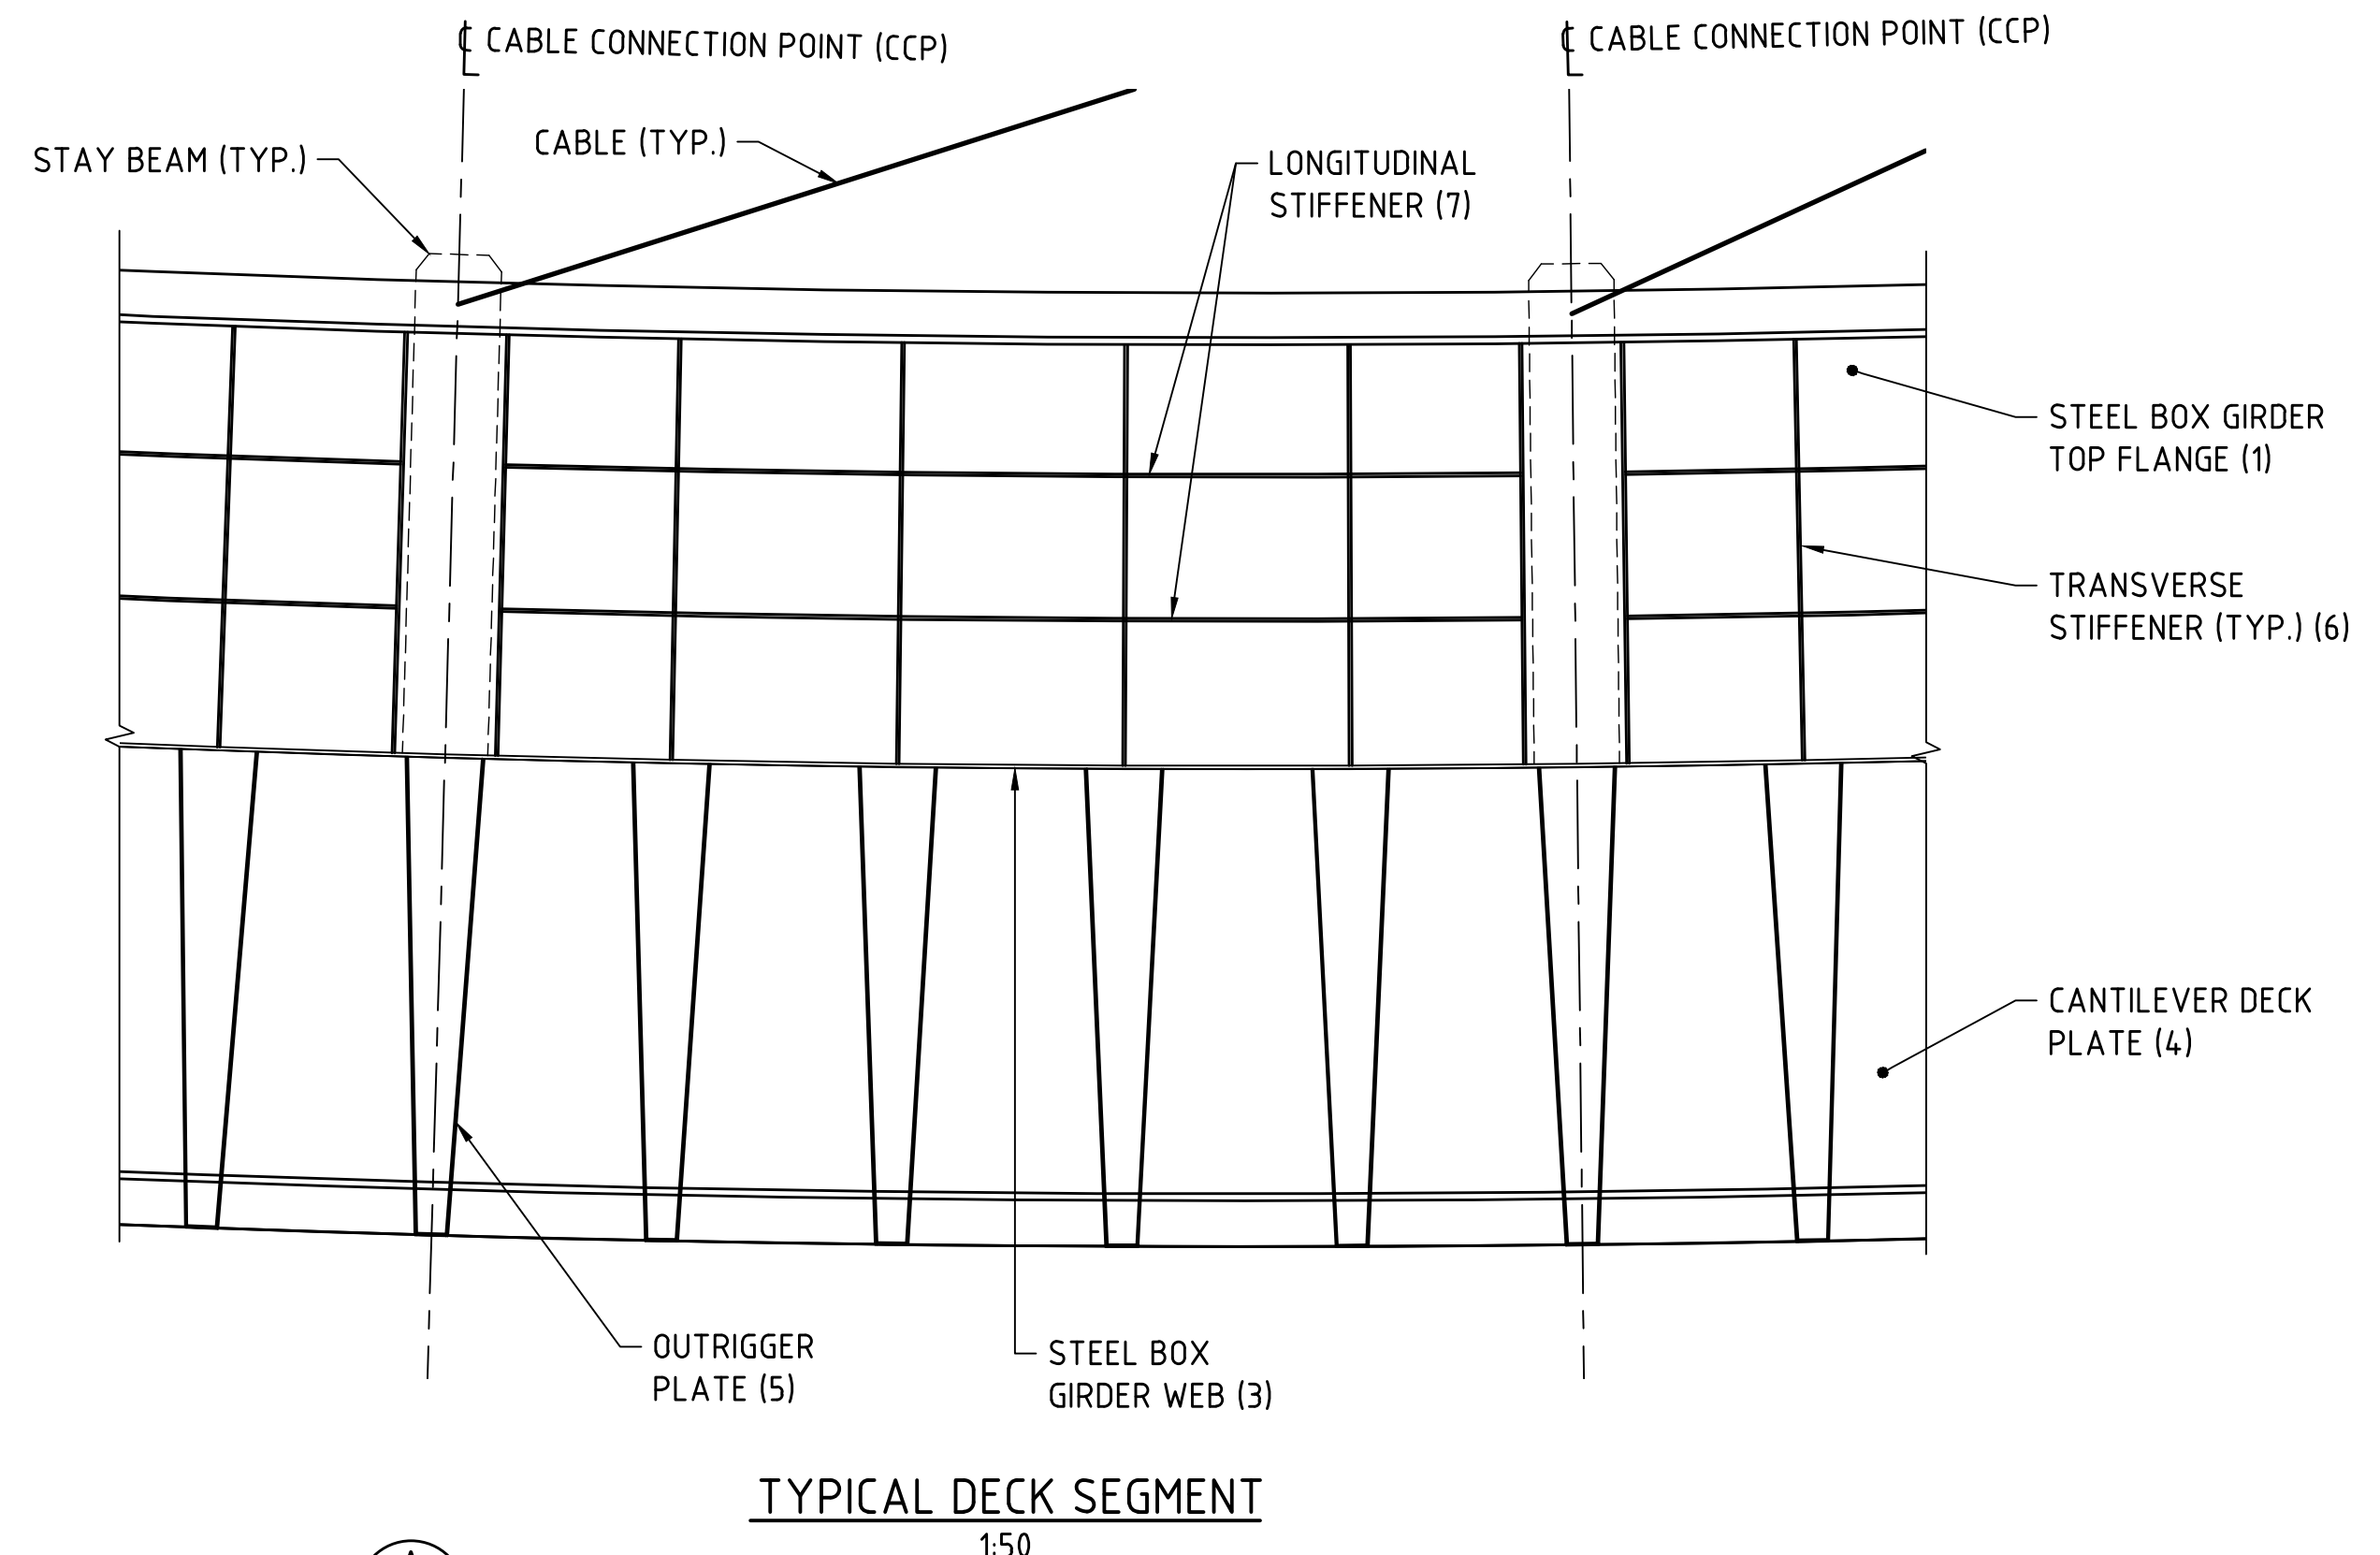 ℄ CABLE CONNECTION POINT (CCP)
℄ CABLE CONNECTION POINT (CCP)
STAY BEAM (TYP.)
CABLE (TYP.)
LONGITUDINAL
STIFFENER (7)
STEEL BOX GIRDER
TOP FLANGE (1)
TRANSVERSE
STIFFENER (TYP.) (6)
CANTILEVER DECK
PLATE (4)
OUTRIGGER
PLATE (5)
STEEL BOX
GIRDER WEB (3)
TYPICAL DECK SEGMENT
1:50